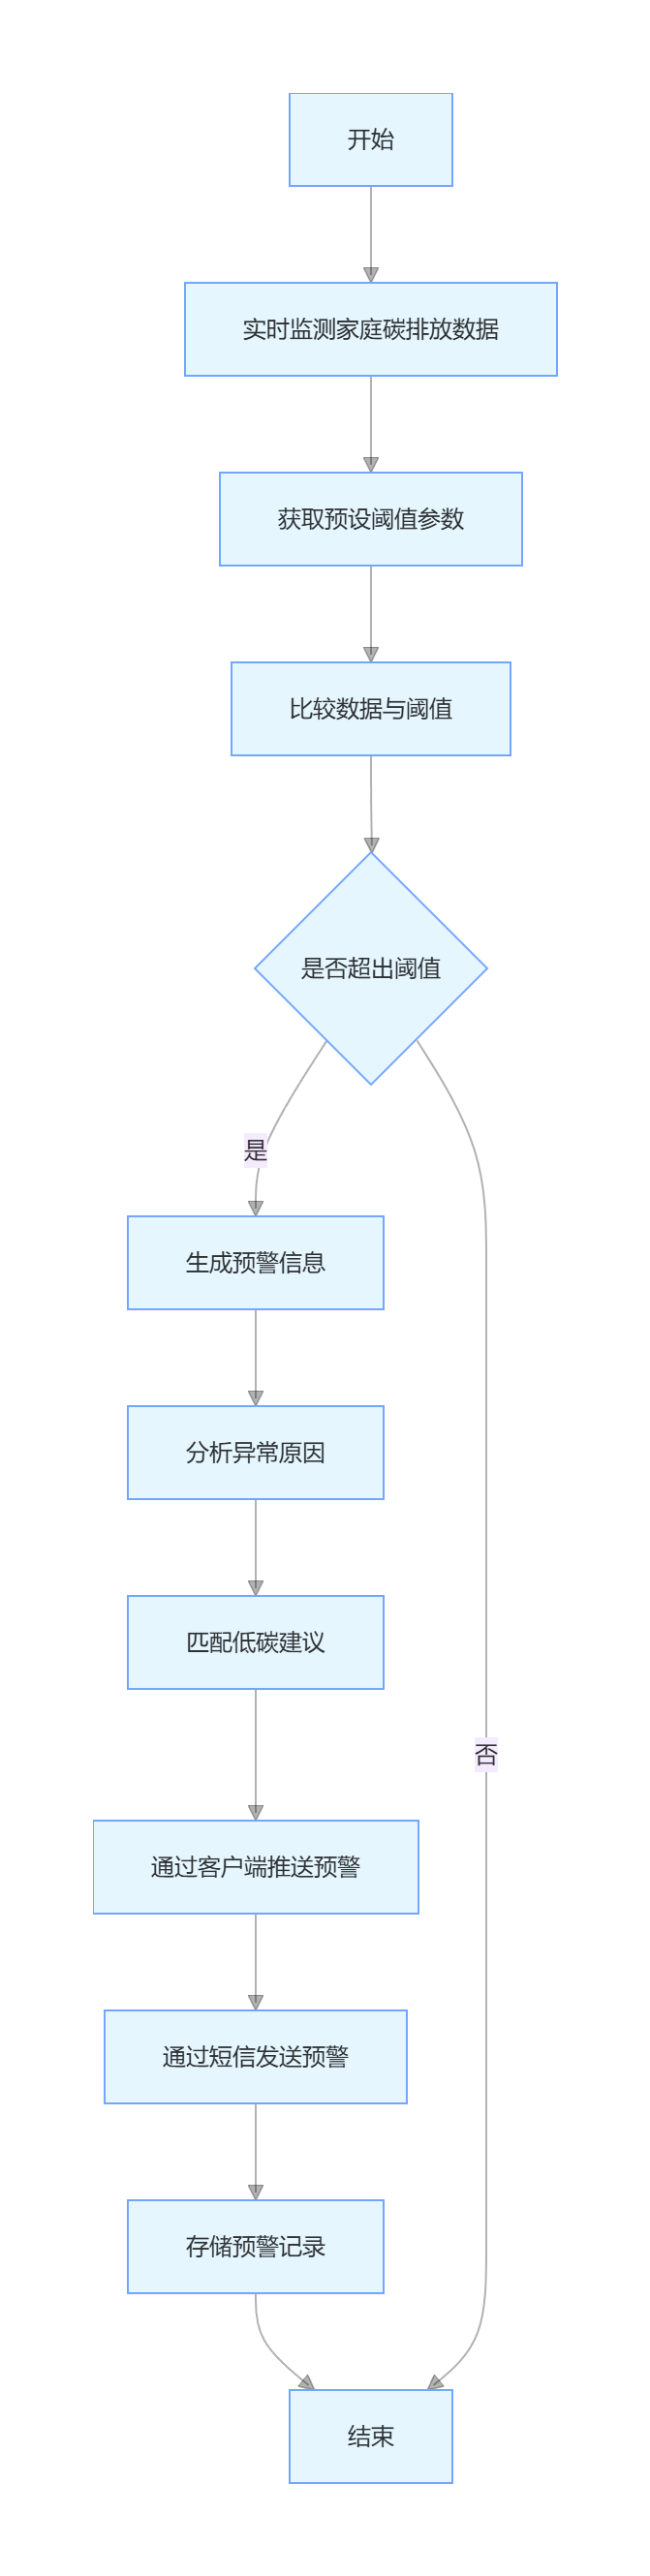 开始
实时监测家庭碳排放数据
获取预设阈值参数
比较数据与阈值
是否超出阈值
是
生成预警信息
分析异常原因
匹配低碳建议
否
通过客户端推送预警
通过短信发送预警
存储预警记录
结束